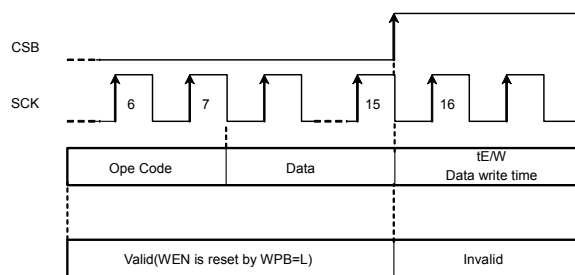 CSB
SCK
6
7
15
16
Ope Code
Data
tE/W
Data write time
Valid(WEN is reset by WPB=L)
Invalid